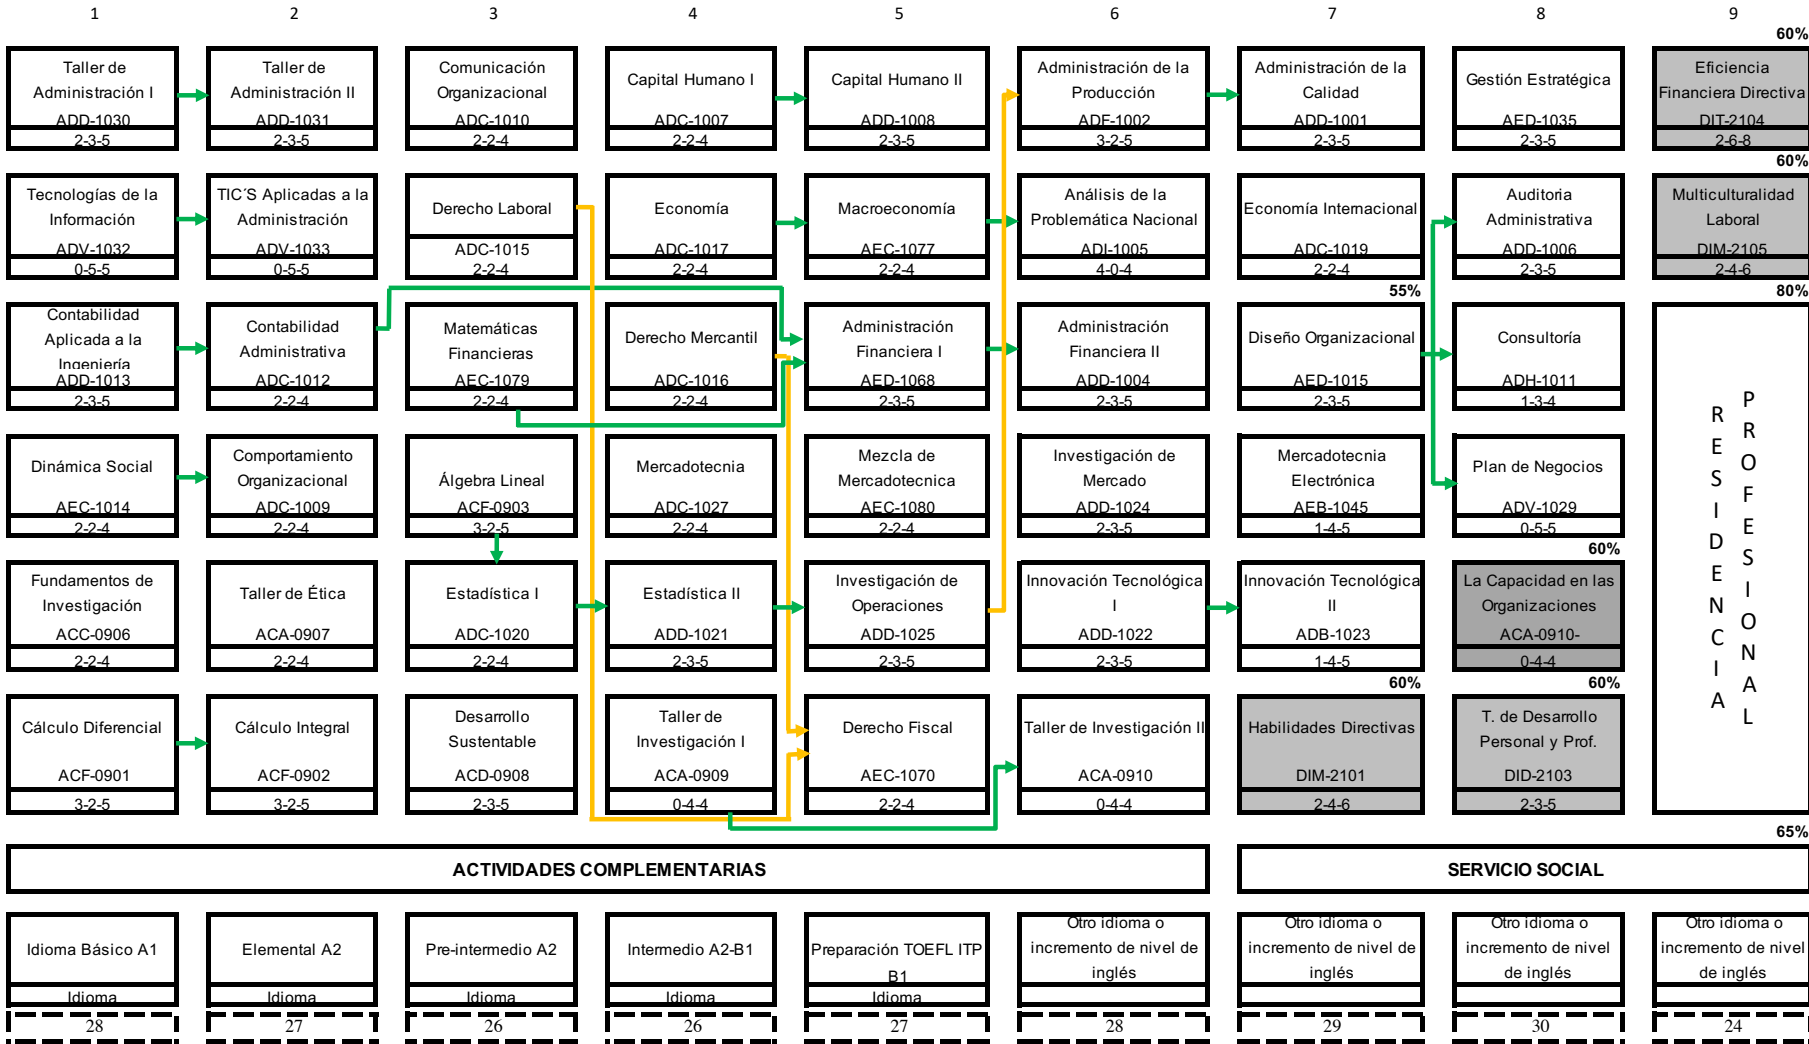 1 2 3 4 5 6 7 8 9
60%
Taller de
Administración I
ADD-1030
2-3-5
Taller de
Administración II
ADD-1031
2-3-5
Comunicación
Organizacional
ADC-1010
2-2-4
Capital Humano I
ADC-1007
2-2-4
Capital Humano II
ADD-1008
2-3-5
Administración de la
Producción
ADF-1002
3-2-5
Administración de la
Calidad
ADD-1001
2-3-5
Gestión Estratégica
AED-1035
2-3-5
Eficiencia
Financiera Directiva
DIT-2104
2-6-8
60%
Tecnologías de la
Información
ADV-1032
0-5-5
TIC´S Aplicadas a la
Administración
ADV-1033
0-5-5
Derecho Laboral
ADC-1015
2-2-4
Economía
ADC-1017
2-2-4
Macroeconomía
AEC-1077
2-2-4
Análisis de la
Problemática Nacional
ADI-1005
4-0-4
Economía Internacional
ADC-1019
2-2-4
Auditoria
Administrativa
ADD-1006
2-3-5
Multiculturalidad
Laboral
DIM-2105
2-4-6
55%
80%
Contabilidad
Aplicada a la
Ingeniería
ADD-1013
2-3-5
Contabilidad
Administrativa
ADC-1012
2-2-4
Matemáticas
Financieras
AEC-1079
2-2-4
Derecho Mercantil
ADC-1016
2-2-4
Administración
Financiera I
AED-1068
2-3-5
Administración
Financiera II
ADD-1004
2-3-5
Diseño Organizacional
AED-1015
2-3-5
Consultoría
ADH-1011
1-3-4
RESIDENCIA
PROFESIONAL
Dinámica Social
AEC-1014
2-2-4
Comportamiento
Organizacional
ADC-1009
2-2-4
Álgebra Lineal
ACF-0903
3-2-5
Mercadotecnia
ADC-1027
2-2-4
Mezcla de
Mercadotecnica
AEC-1080
2-2-4
Investigación de
Mercado
ADD-1024
2-3-5
Mercadotecnia
Electrónica
AEB-1045
1-4-5
Plan de Negocios
ADV-1029
0-5-5
60%
Fundamentos de
Investigación
ACC-0906
2-2-4
Taller de Ética
ACA-0907
2-2-4
Estadística I
ADC-1020
2-2-4
Estadística II
ADD-1021
2-3-5
Investigación de
Operaciones
ADD-1025
2-3-5
Innovación Tecnológica
I
ADD-1022
2-3-5
Innovación Tecnológica
II
ADB-1023
1-4-5
La Capacidad en las
Organizaciones
ACA-0910-
0-4-4
60%
60%
Cálculo Diferencial
ACF-0901
3-2-5
Cálculo Integral
ACF-0902
3-2-5
Desarrollo
Sustentable
ACD-0908
2-3-5
Taller de
Investigación I
ACA-0909
0-4-4
Derecho Fiscal
AEC-1070
2-2-4
Taller de Investigación II
ACA-0910
0-4-4
Habilidades Directivas
DIM-2101
2-4-6
T. de Desarrollo
Personal y Prof.
DID-2103
2-3-5
65%
ACTIVIDADES COMPLEMENTARIAS
SERVICIO SOCIAL
Idioma Básico A1
Idioma
Elemental A2
Idioma
Pre-intermedio A2
Idioma
Intermedio A2-B1
Idioma
Preparación TOEFL ITP
B1
Idioma
Otro idioma o
incremento de nivel de
inglés
Otro idioma o
incremento de nivel de
inglés
Otro idioma o
incremento de nivel
de inglés
Otro idioma o
incremento de nivel
de inglés
28 27 26 26 27 28 29 30 24